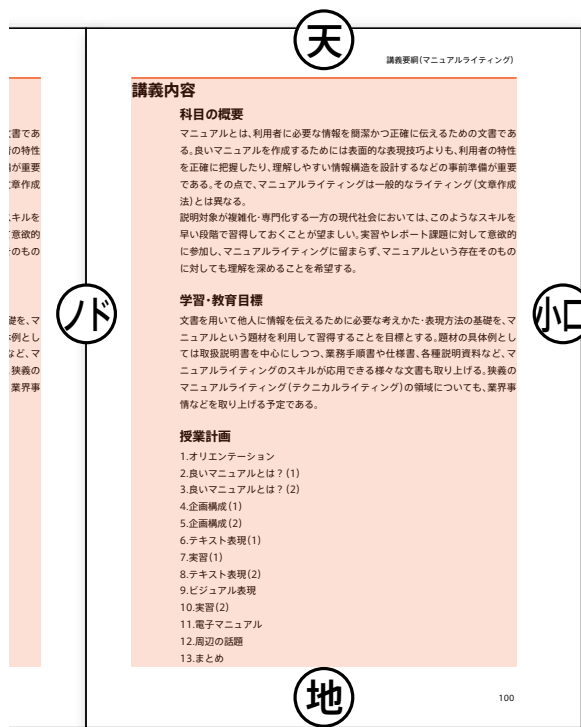 天
講義要綱(マニュアルライティング)
講義内容
科目の概要
マニュアルとは、利用者に必要な情報を簡潔かつ正確に伝えるための文書であ
る。良いマニュアルを作成するためには表面的な表現技巧よりも、利用者の特性
を正確に把握したり、理解しやすい情報構造を設計するなどの事前準備が重要
である。その点で、マニュアルライティングは一般的なライティング(文章作成
法)とは異なる。
説明対象が複雑化・専門化する一方の現代社会においては、このようなスキルを
早い段階で習得しておくことが望ましい。実習やレポート課題に対して意欲的
に参加し、マニュアルライティングに留まらず、マニュアルという存在そのもの
に対しても理解を深めることを希望する。
ノド
小口
学習・教育目標
文書を用いて他人に情報を伝えるために必要な考えかた・表現方法の基礎を、マ
ニュアルという題材を利用して習得することを目標とする。題材の具体例とし
ては取扱説明書を中心にしつつ、業務手順書や仕様書、各種説明資料など、マ
ニュアルライティングのスキルが応用できる様々な文書も取り上げる。狭義の
マニュアルライティング(テクニカルライティング)の領域についても、業界事
情などを取り上げる予定である。
授業計画
1.オリエンテーション
2.良いマニュアルとは?(1)
3.良いマニュアルとは?(2)
4.企画構成(1)
5.企画構成(2)
6.テキスト表現(1)
7.実習(1)
8.テキスト表現(2)
9.ビジュアル表現
10.実習(2)
11.電子マニュアル
12.周辺の話題
13.まとめ
地
100